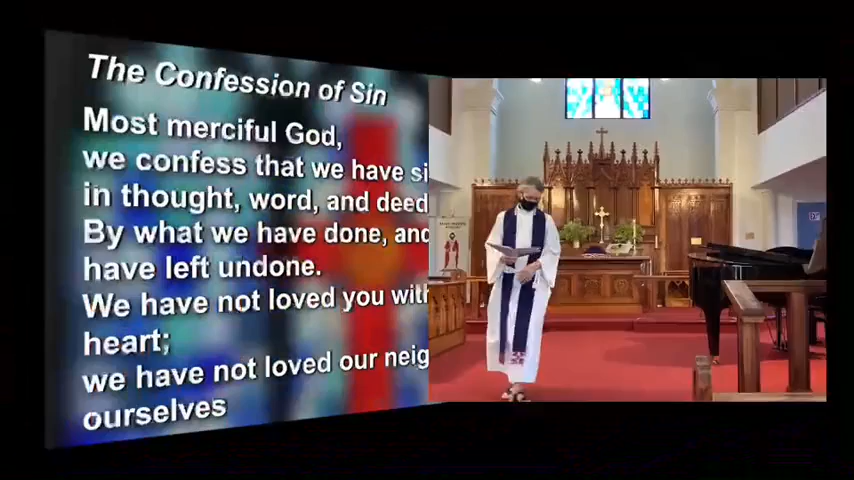 The Confession of Sin
Most merciful God,
we confess that we have si
in thought, word, and deed
By what we have done, and
have left undone.
We have not loved you with
heart;
we have not loved our neig
ourselves